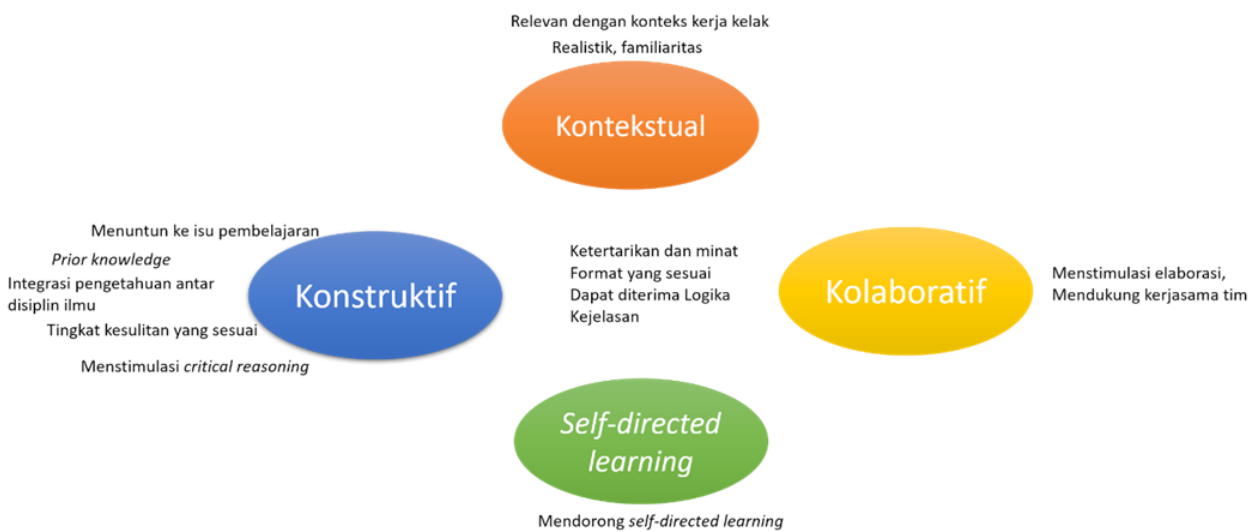 Relevan dengan konteks kerja kelak
Realistik, familiaritas
Kontekstual
Menuntun ke isu pembelajaran
Prior knowledge
Integrasi pengetahuan antar
disiplin ilmu
Tingkat kesulitan yang sesuai
Menstimulasi critical reasoning
Konstruktif
Ketertarikan dan minat
Format yang sesuai
Dapat diterima Logika
Kejelasan
Kolaboratif
Menstimulasi elaborasi,
Mendukung kerjasama tim
Self-directed
learning
Mendorong self-directed learning